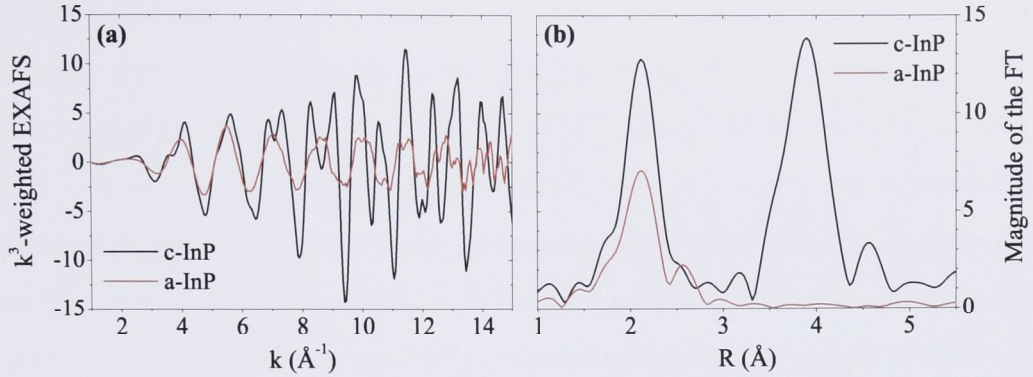 (a)
15
10
5
0
-5
-10
-15
k³-weighted EXAFS
c-InP
a-InP
2 4 6 8 10 12 14
k (Å⁻¹)
(b)
c-InP
a-InP
15
10
5
0
Magnitude of the FT
1 2 3 4 5
R (Å)